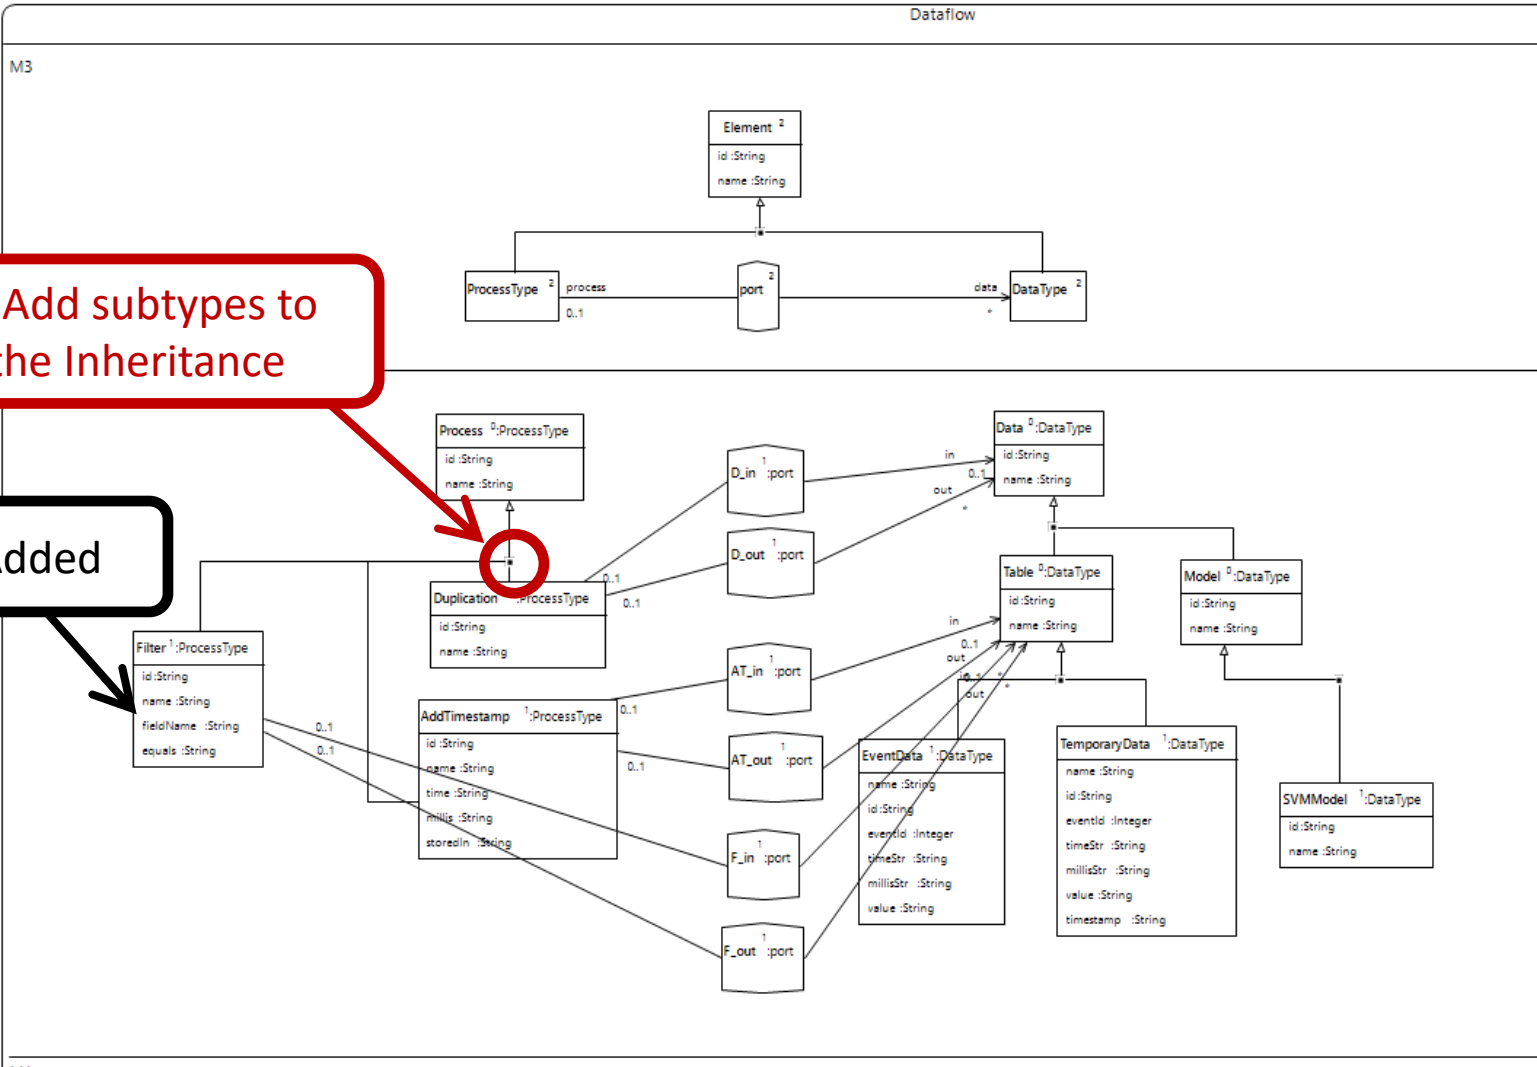 Dataflow
M3
Element 2
id :String
name :String
ProcessType 2
process
0..1
port 2
data
*
DataType 2
Add subtypes to
the Inheritance
Process 0:ProcessType
id :String
name :String
D_in 1 :port
in
0..1
out
*
Data 0:DataType
id :String
name :String
Added
D_out 1 :port
0..1
0..1
Duplication :ProcessType
id :String
name :String
Table 0:DataType
id :String
name :String
Model 0:DataType
id :String
name :String
Filter 1:ProcessType
id :String
name :String
fieldName :String
equals :String
0..1
0..1
AT_in 1 :port
in
0..1
out
*
0..1
out
*
AddTimestamp 1:ProcessType
id :String
name :String
time :String
millis :String
storedIn :String
0..1
0..1
AT_out 1 :port
EventData 1:DataType
name :String
id :String
eventId :Integer
timeStr :String
millisStr :String
value :String
TemporaryData 1:DataType
name :String
id :String
eventId :Integer
timeStr :String
millisStr :String
value :String
timestamp :String
SVMModel 1:DataType
id :String
name :String
F_in 1 :port
F_out 1 :port